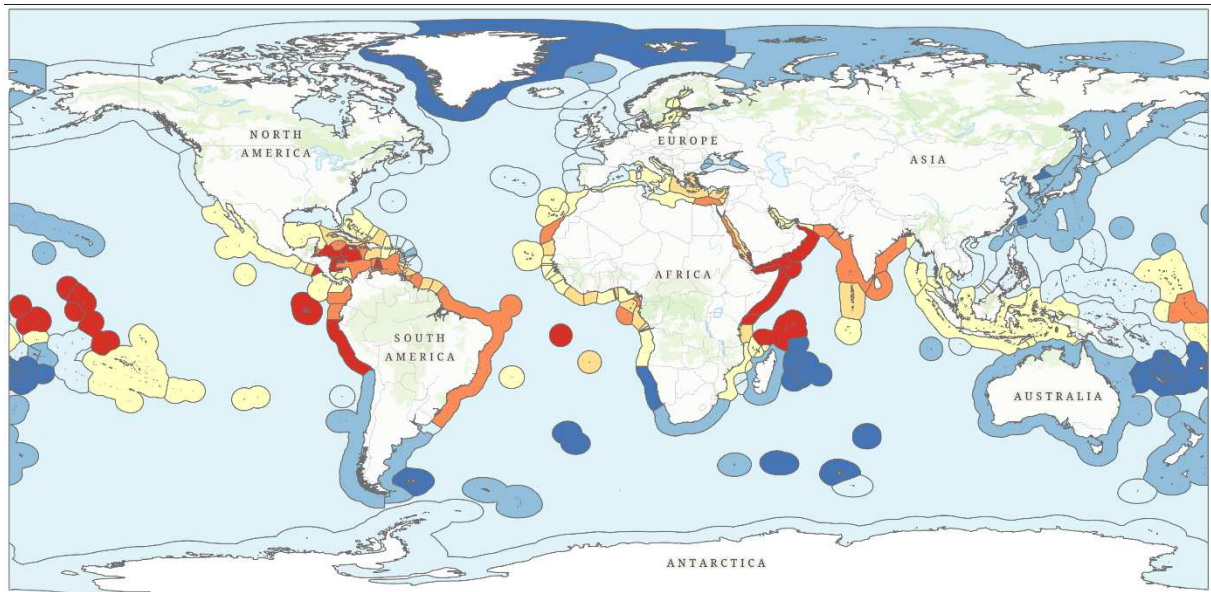 NORTH
AMERICA
EUROPE
ASIA
AFRICA
SOUTH
AMERICA
AUSTRALIA
ANTARCTICA